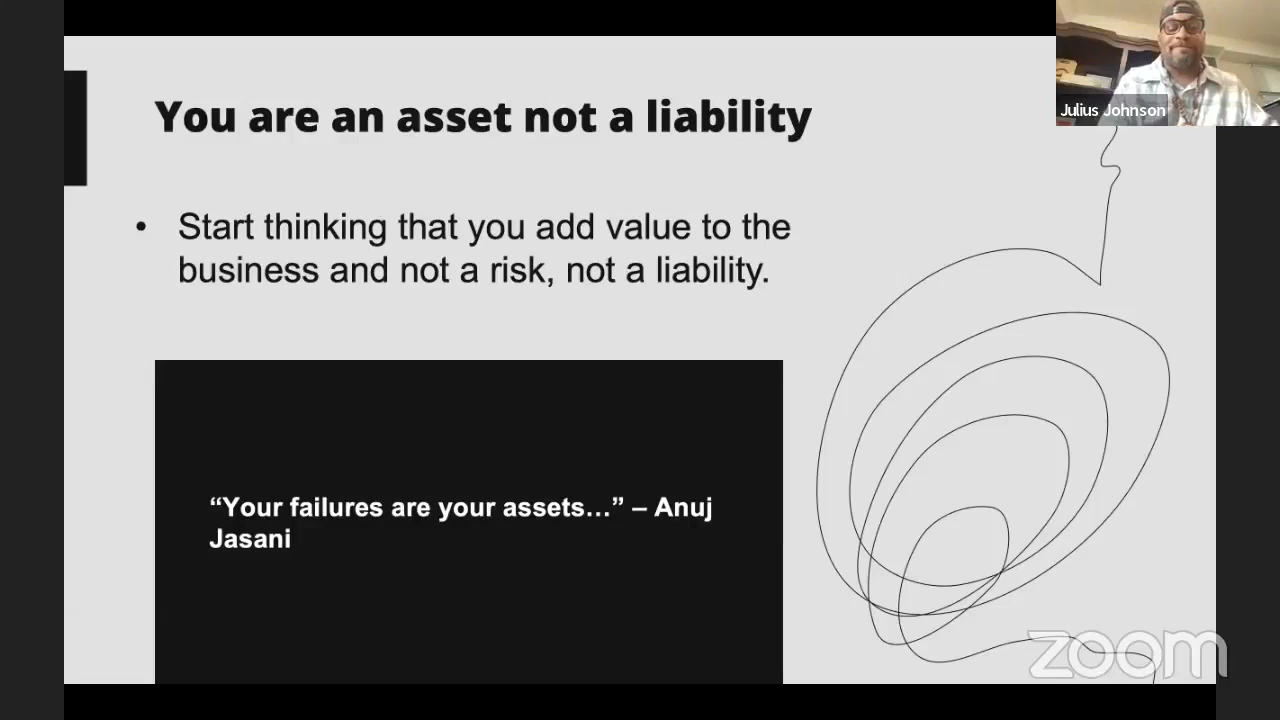 You are an asset not a liability
Julius Johnson
• Start thinking that you add value to the
business and not a risk, not a liability.
“Your failures are your assets…” – Anuj
Jasani
zoom